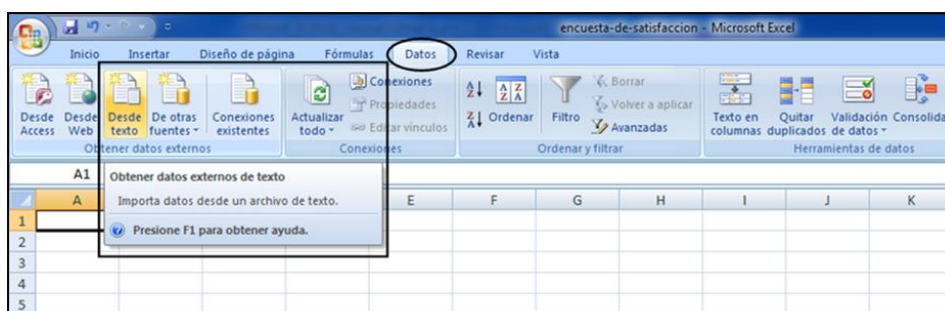 encuesta-de-satisfaccion - Microsoft Excel
Inicio Insertar Diseño de página Fórmulas Datos Revisar Vista
Desde Access
Desde Web
Desde texto
De otras fuentes
Conexiones existentes
Obtener datos externos
Actualizar todo
Conexiones
Propiedades
Editar vínculos
Conexiones
A
Z
Z
A
A Z
Z A
Ordenar
Filtro
Borrar
Volver a aplicar
Avanzadas
Ordenar y filtrar
Texto en columnas
Quitar duplicados
Validación de datos
Consolida
Herramientas de datos
A1
Obtener datos externos de texto
Importa datos desde un archivo de texto.
Presione F1 para obtener ayuda.
A E F G H I J K
1
2
3
4
5